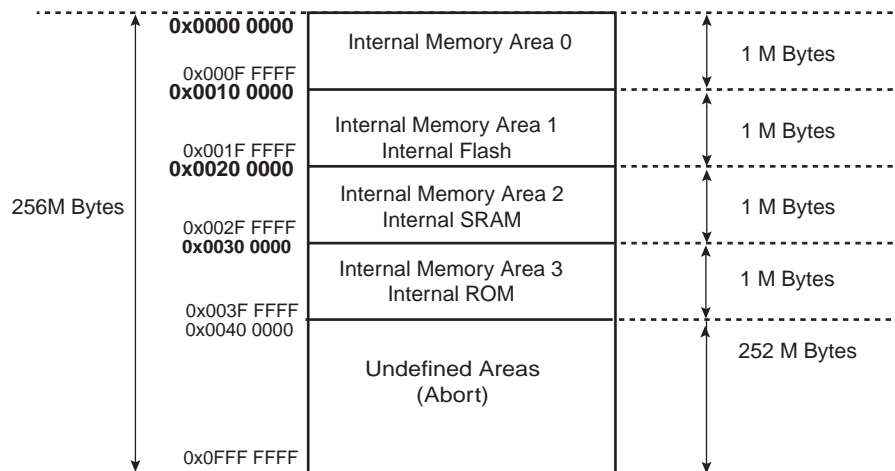 0x0000 0000
Internal Memory Area 0
1 M Bytes
0x000F FFFF
0x0010 0000
Internal Memory Area 1
Internal Flash
1 M Bytes
0x001F FFFF
0x0020 0000
256M Bytes
Internal Memory Area 2
Internal SRAM
1 M Bytes
0x002F FFFF
0x0030 0000
Internal Memory Area 3
Internal ROM
1 M Bytes
0x003F FFFF
0x0040 0000
252 M Bytes
Undefined Areas
(Abort)
0x0FFF FFFF